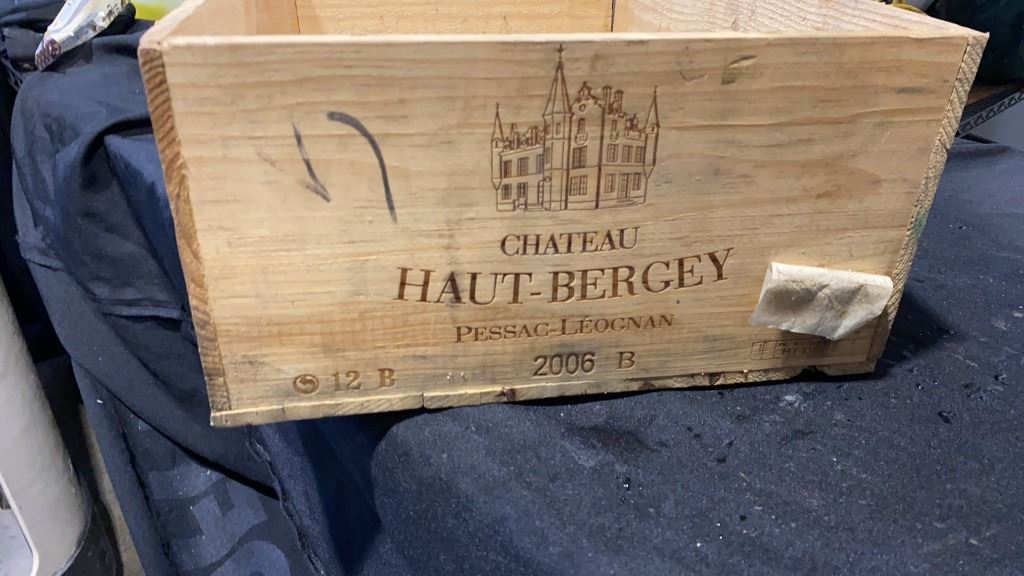 CHATEAU
HAUT-BERGEY
PESSAC-LÉOGNAN
2006 B
12 B